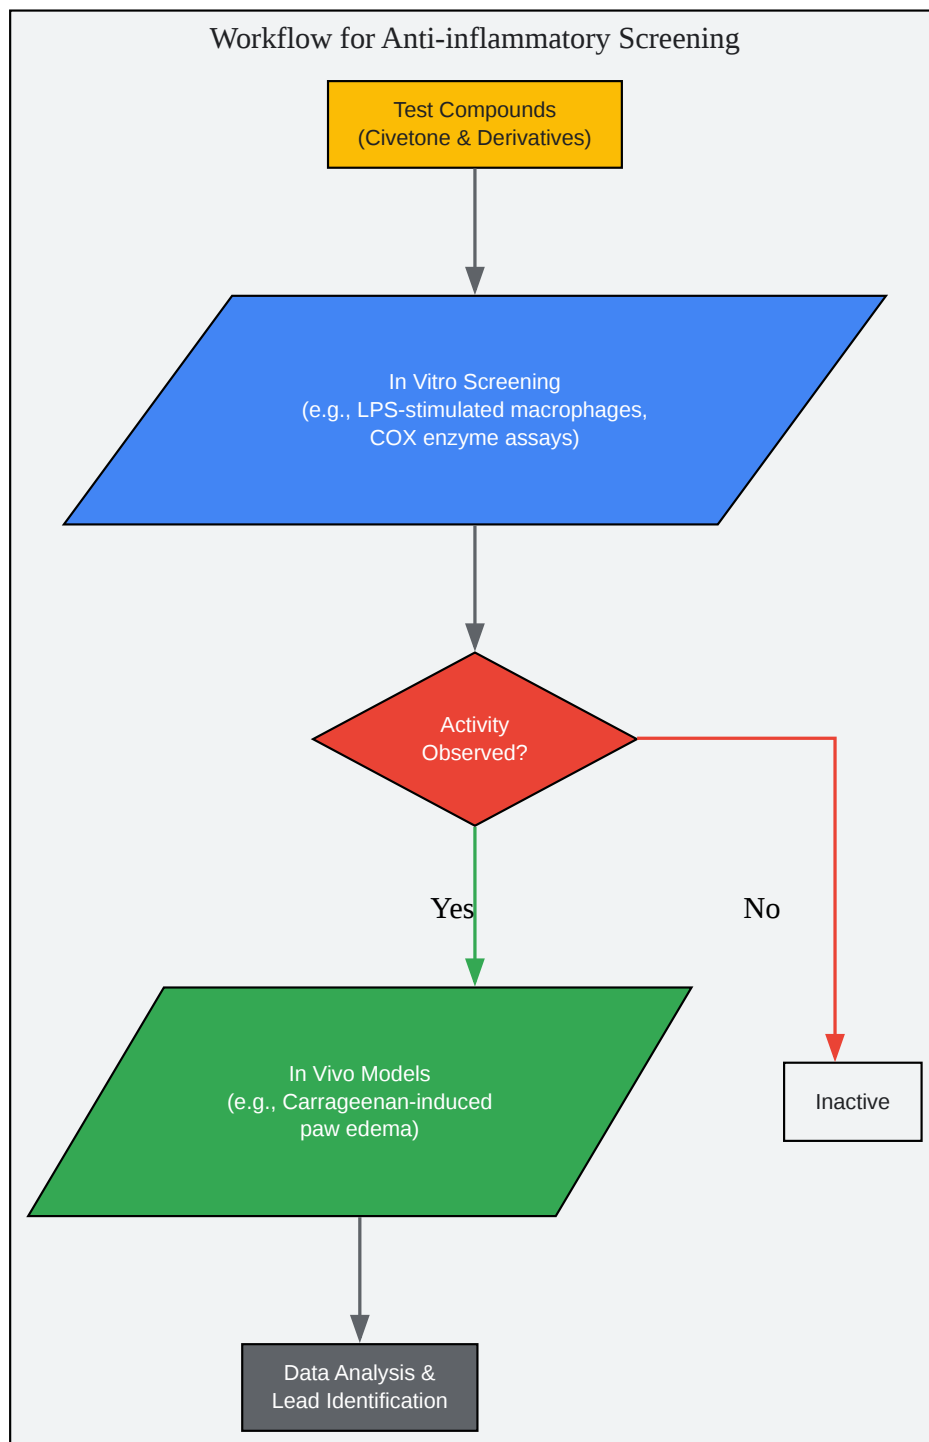 Workflow for Anti-inflammatory Screening
Test Compounds
(Civetone & Derivatives)
In Vitro Screening
(e.g., LPS-stimulated macrophages,
COX enzyme assays)
Activity
Observed?
Yes
No
In Vivo Models
(e.g., Carrageenan-induced
paw edema)
Inactive
Data Analysis &
Lead Identification